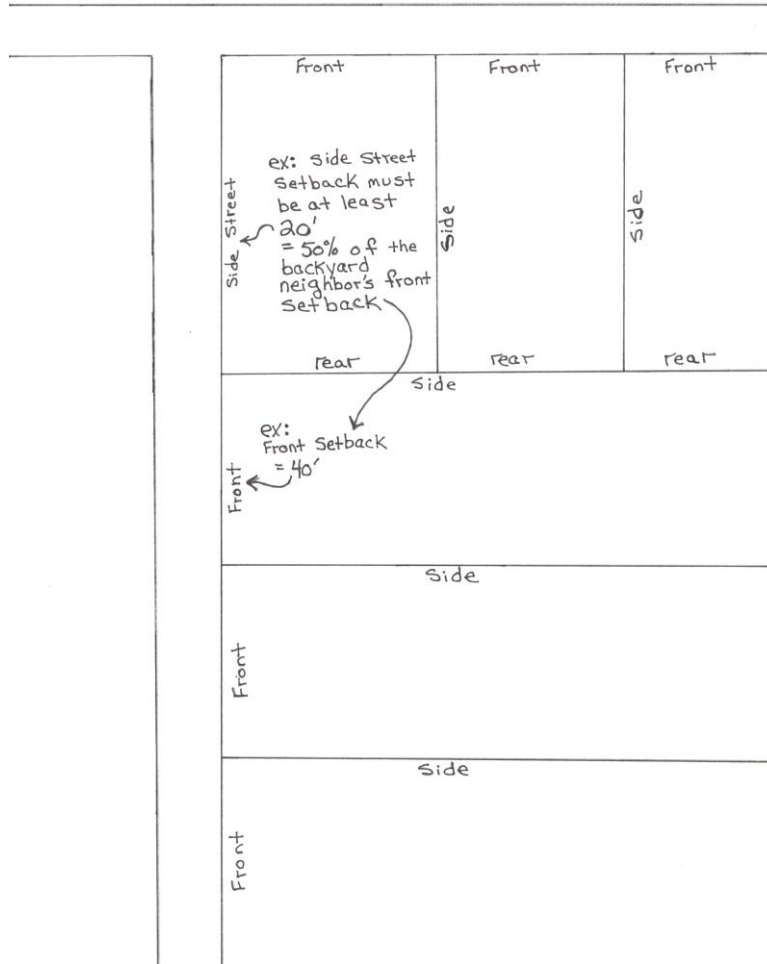 Front
Front
Front
ex: Side Street
Setback must
be at least
20'
= 50% of the
backyard
neighbor's front
Setback
Side Street
Side
Side
rear
rear
rear
Side
ex:
Front Setback
= 40'
Front
Side
Front
Side
Front